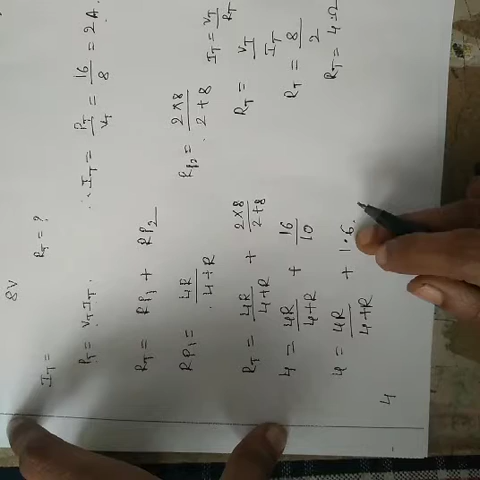 8V
I_T = R_T = ?
P_T = V_T I_T. ∴ I_T = P_T/V_T = 16/8 = 2A.
R_T = RP_1 + RP_2
RP_1 = 4R/4+R RP_2 = 2×8/2+8 I_T = V_T/R_T
R_T = 4R/4+R + 2×8/2+8 R_T = V_T/I_T
4 = 4R/4+R + 16/10 R_T = 8/2
4 = 4R/4+R + 1.6. R_T = 4Ω
4